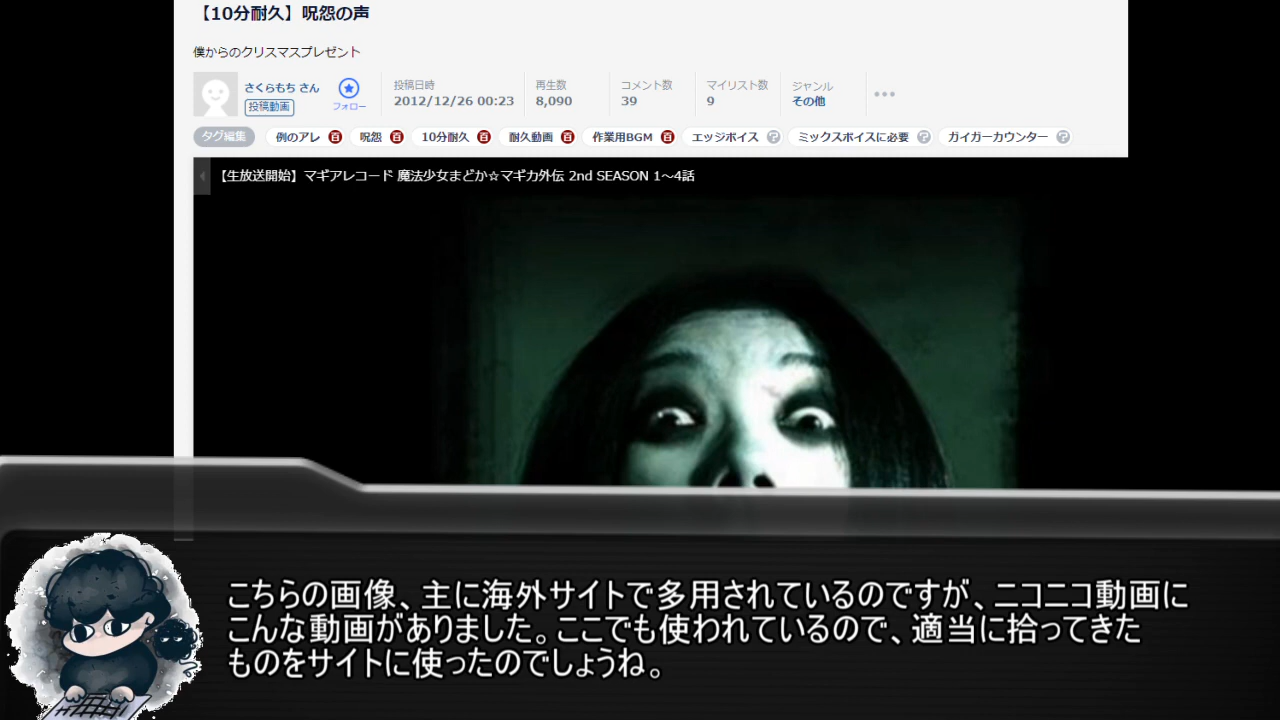 【10分耐久】呪怨の声
僕からのクリスマスプレゼント
さくらもち さん
投稿動画
フォロー
投稿日時
2012/12/26 00:23
再生数
8,090
コメント数
39
マイリスト数
9
ジャンル
その他
タグ編集 例のアレ 百 呪怨 百 10分耐久 百 耐久動画 百 作業用BGM 百 エッジボイス ? ミックスボイスに必要 ? ガイガーカウンター ?
【生放送開始】マギアレコード 魔法少女まどか☆マギカ外伝 2nd SEASON 1～4話
こちらの画像、主に海外サイトで多用されているのですが、ニコニコ動画に
こんな動画がありました。ここでも使われているので、適当に拾ってきた
ものをサイトに使ったのでしょうね。